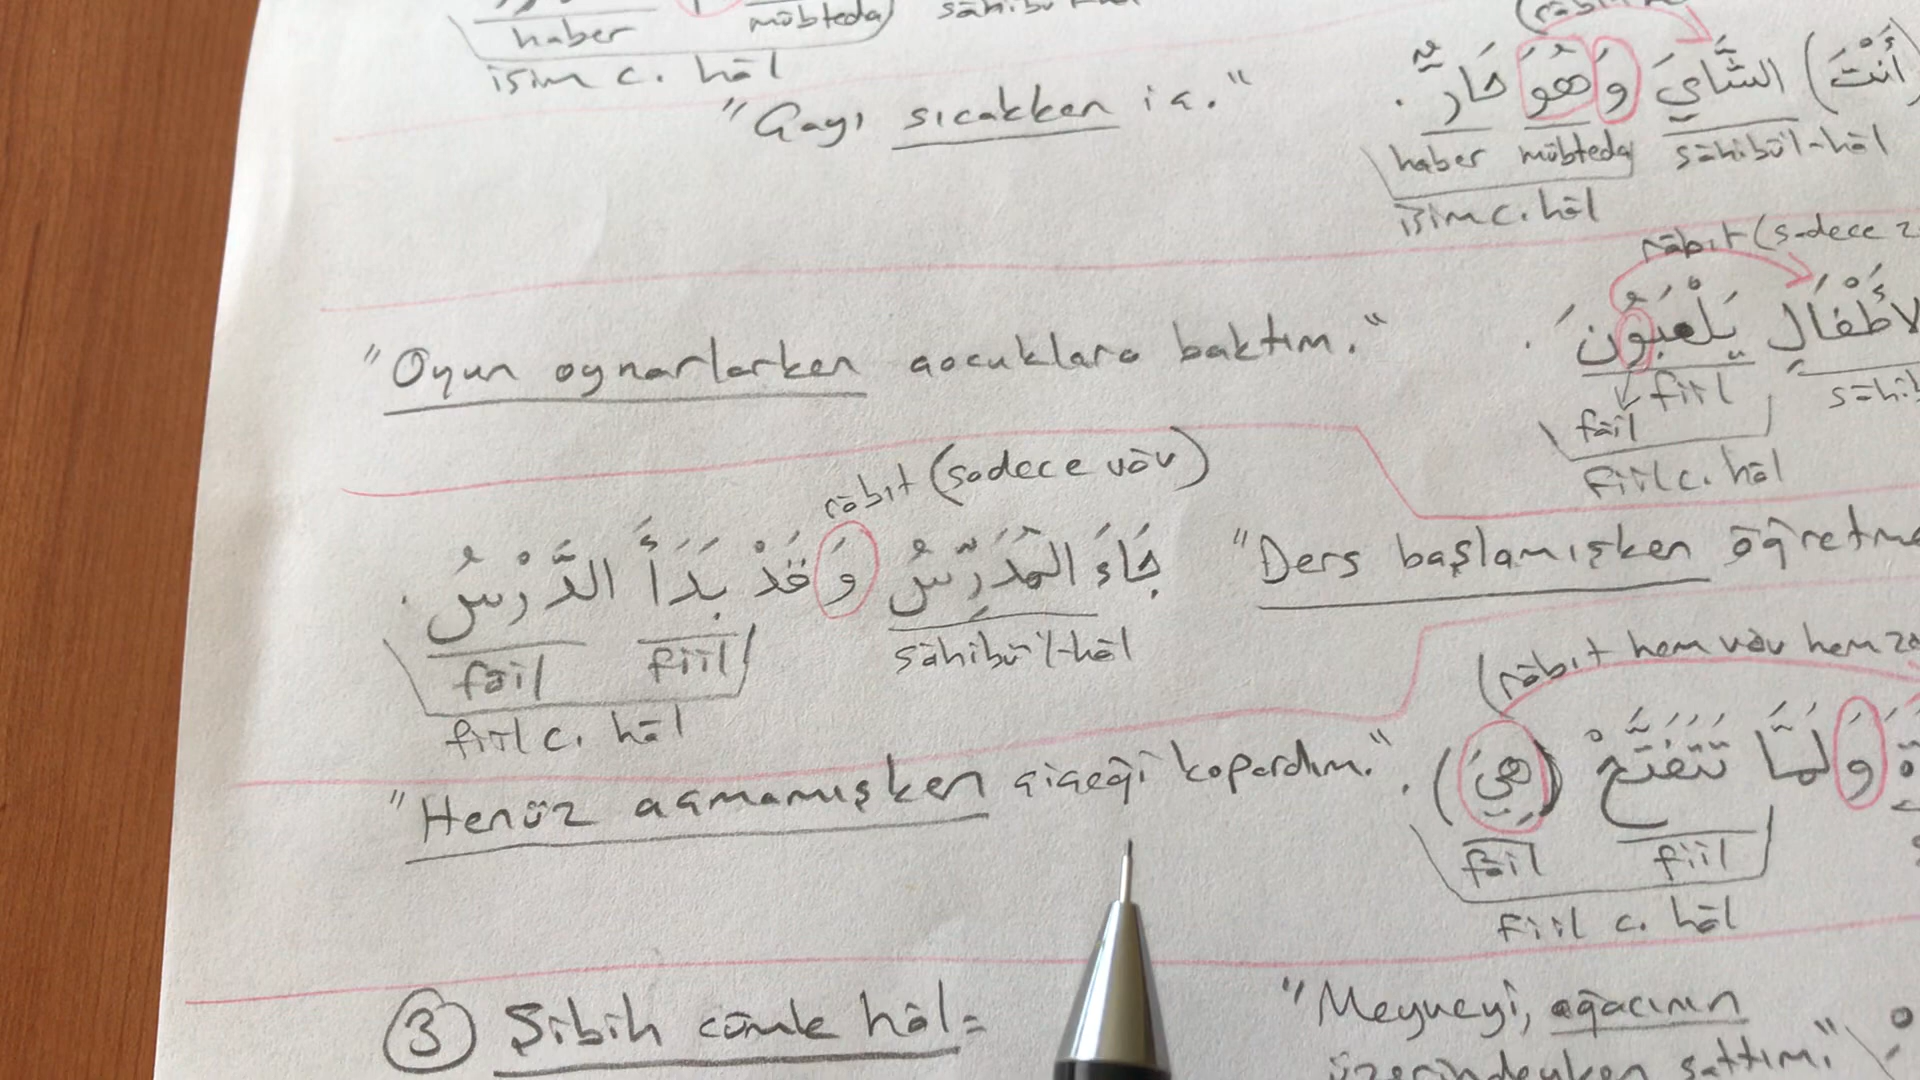 haber mübteda
isim c. hâl
"Çayı sıcakken iç."
(أَنْتَ) الشَّايَ وَهُوَ حَارٌّ .
haber mübteda sâhibü'l-hâl
isim c. hâl
râbıt (sadece
"Oyun oynarlarken çocuklara baktım."
الأَطْفَالِ يَلْعَبُونَ .
fiil
fâil
fiil c. hâl
râbıt (sadece vâv)
جَاءَ الْمُدَرِّسُ وَقَدْ بَدَأَ الدَّرْسُ .
"Ders başlamışken
fâil fiil sâhibü'l-hâl
fiil c. hâl
(râbıt hem vâv hem
"Henüz açmamışken çiçeği kopardım."
وَلَمَّا تَتَفَتَّحْ (هِيَ) .
fâil fiil
fiil c. hâl
③ Şibih cümle hâl=
"Meyveyi, ağacının
üzerindeyken sattım."